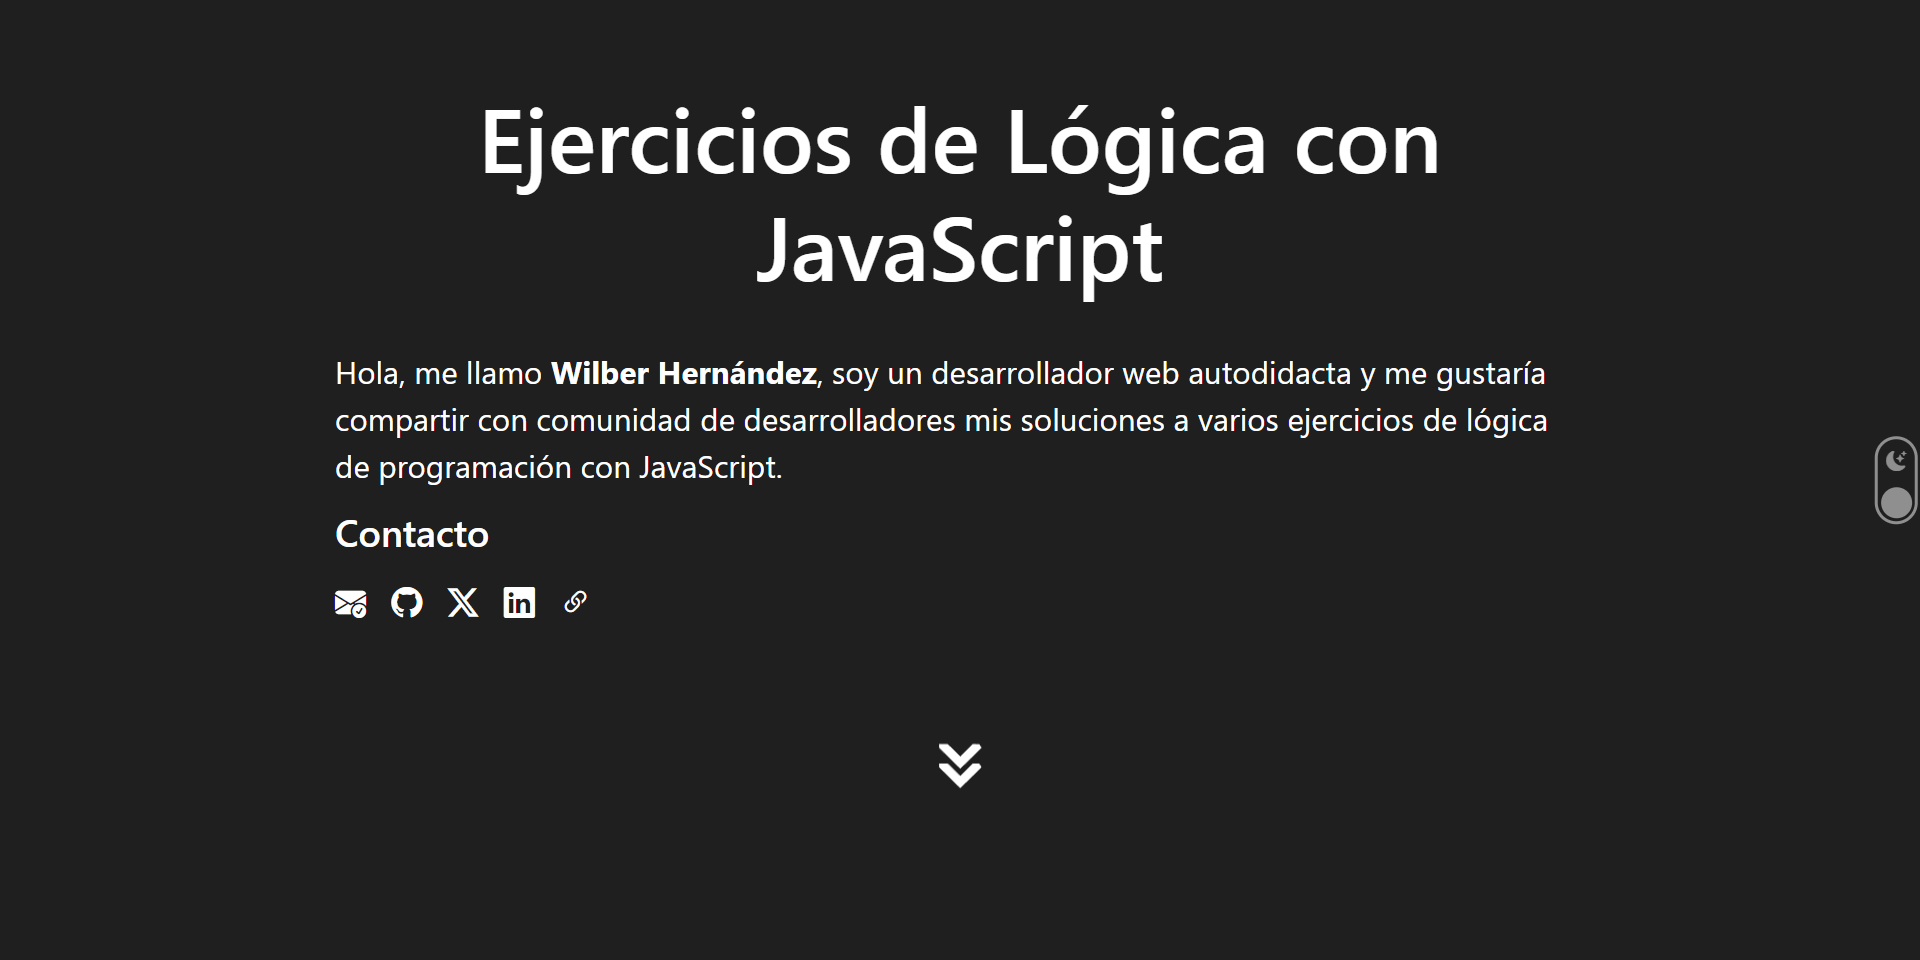 Ejercicios de Lógica con
JavaScript
Hola, me llamo Wilber Hernández, soy un desarrollador web autodidacta y me gustaría
compartir con comunidad de desarrolladores mis soluciones a varios ejercicios de lógica
de programación con JavaScript.
Contacto